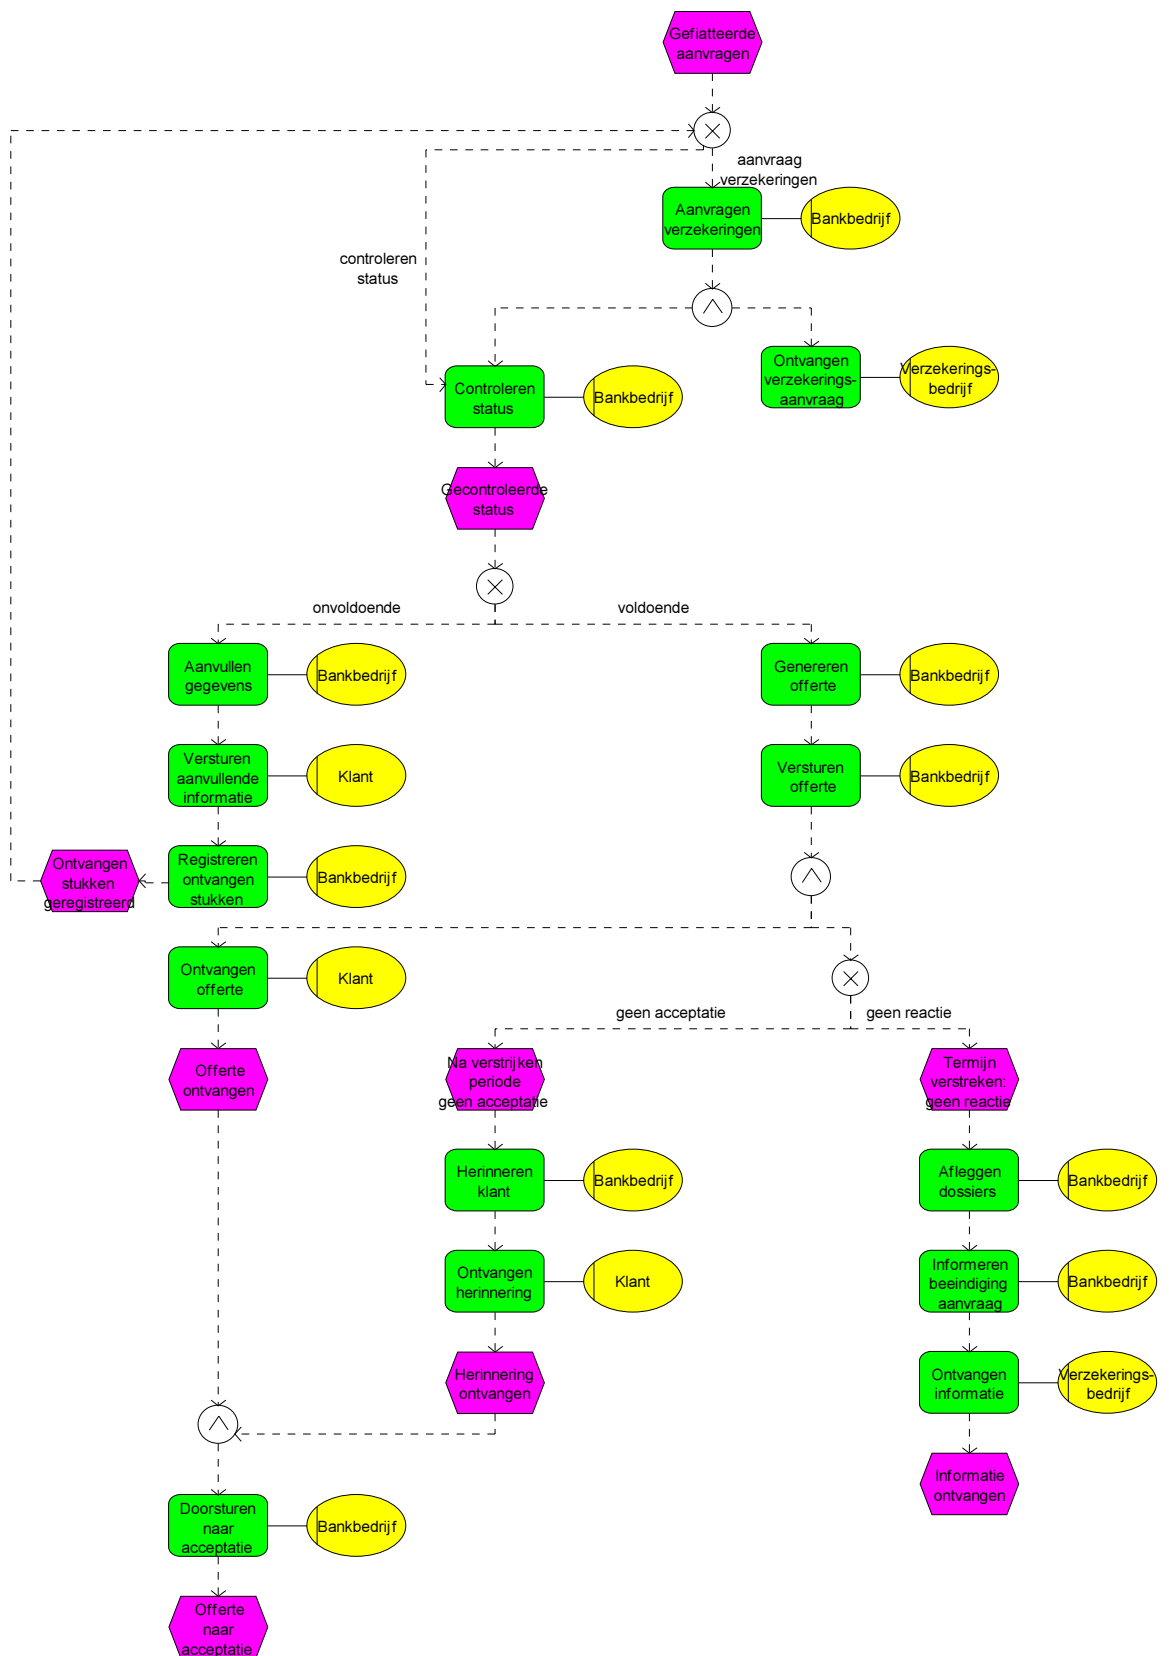 Gefiatteerde
aanvragen
aanvraag
verzekeringen
Aanvragen
verzekeringen
Bankbedrijf
controleren
status
Ontvangen
verzekerings-
aanvraag
Verzekerings-
bedrijf
Controleren
status
Bankbedrijf
Gecontroleerde
status
onvoldoende
voldoende
Aanvullen
gegevens
Bankbedrijf
Genereren
offerte
Bankbedrijf
Versturen
aanvullende
informatie
Klant
Versturen
offerte
Bankbedrijf
Ontvangen
stukken
geregistreerd
Registreren
ontvangen
stukken
Bankbedrijf
Ontvangen
offerte
Klant
geen acceptatie
geen reactie
Offerte
ontvangen
Na verstrijken
periode
geen acceptatie
Termijn
verstreken:
geen reactie
Herinneren
klant
Bankbedrijf
Afleggen
dossiers
Bankbedrijf
Ontvangen
herinnering
Klant
Informeren
beeindiging
aanvraag
Bankbedrijf
Herinnering
ontvangen
Ontvangen
informatie
Verzekerings-
bedrijf
Informatie
ontvangen
Doorsturen
naar
acceptatie
Bankbedrijf
Offerte
naar
acceptatie